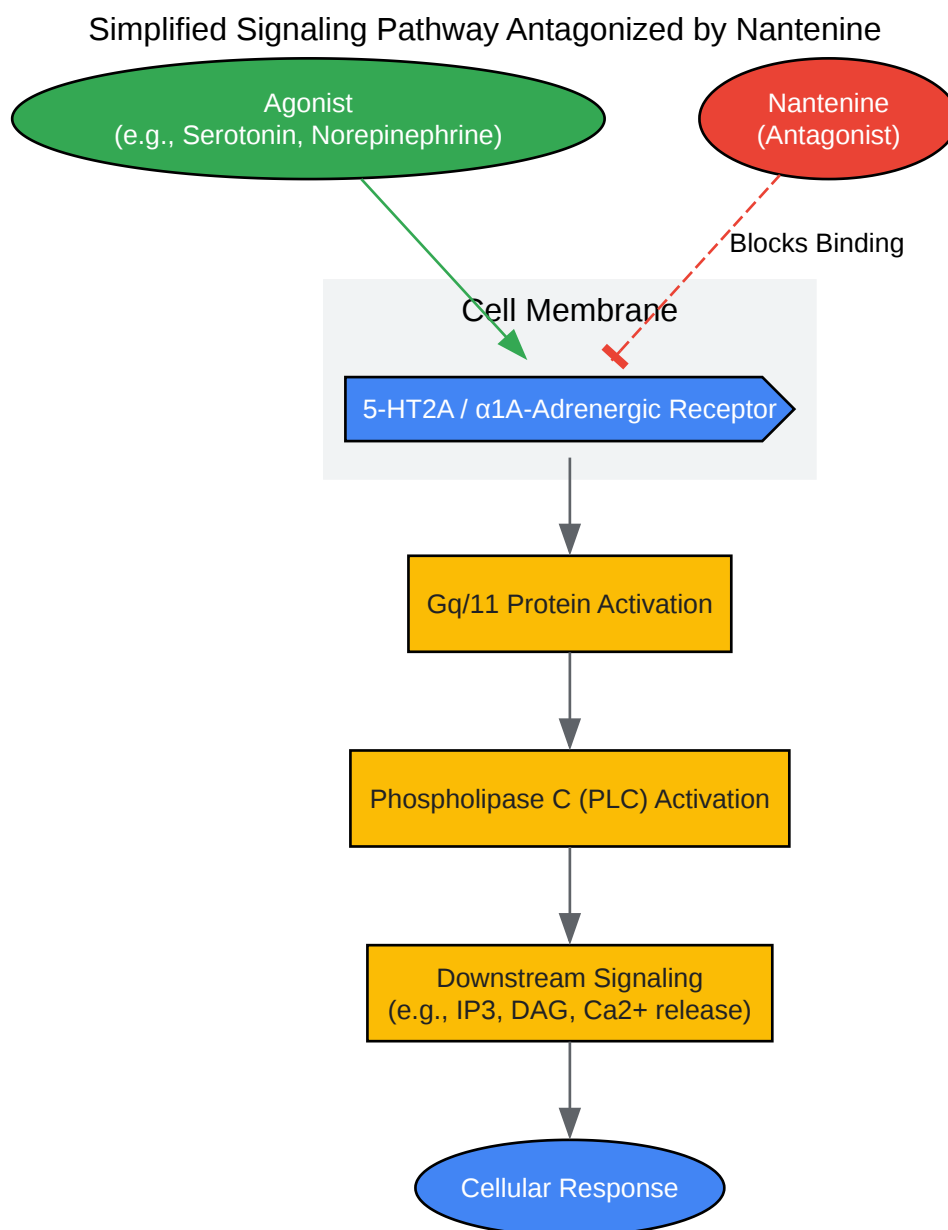 Simplified Signaling Pathway Antagonized by Nantenine
Agonist
(e.g., Serotonin, Norepinephrine)
Nantenine
(Antagonist)
Blocks Binding
Cell Membrane
5-HT2A / α1A-Adrenergic Receptor
Gq/11 Protein Activation
Phospholipase C (PLC) Activation
Downstream Signaling
(e.g., IP3, DAG, Ca2+ release)
Cellular Response